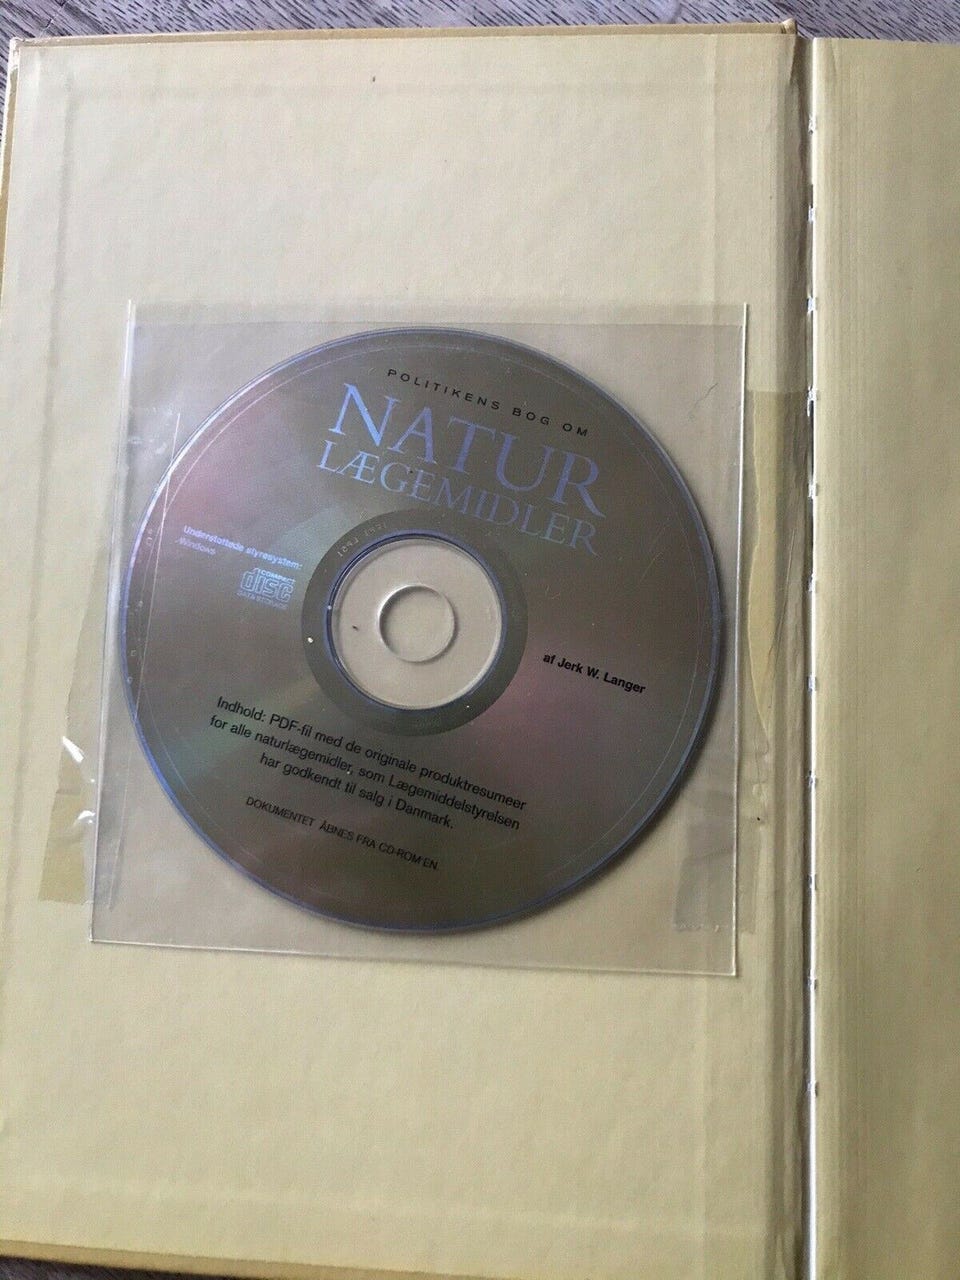 POLITIKENS BOG OM
NATUR
LÆGEMIDLER
Understøttede styresystem:
Windows
COMPACT
disc
DATA STORAGE
af Jerk W. Langer
Indhold: PDF-fil med de originale produktresumeer
for alle naturlægemidler, som Lægemiddelstyrelsen
har godkendt til salg i Danmark.
DOKUMENTET ÅBNES FRA CD-ROM'EN.